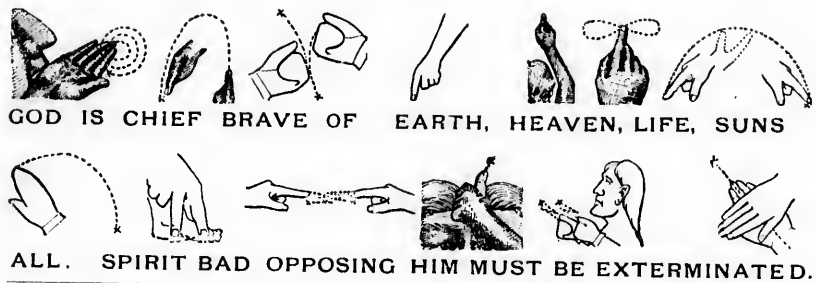 GOD IS CHIEF BRAVE OF EARTH, HEAVEN, LIFE, SUNS
ALL. SPIRIT BAD OPPOSING HIM MUST BE EXTERMINATED.